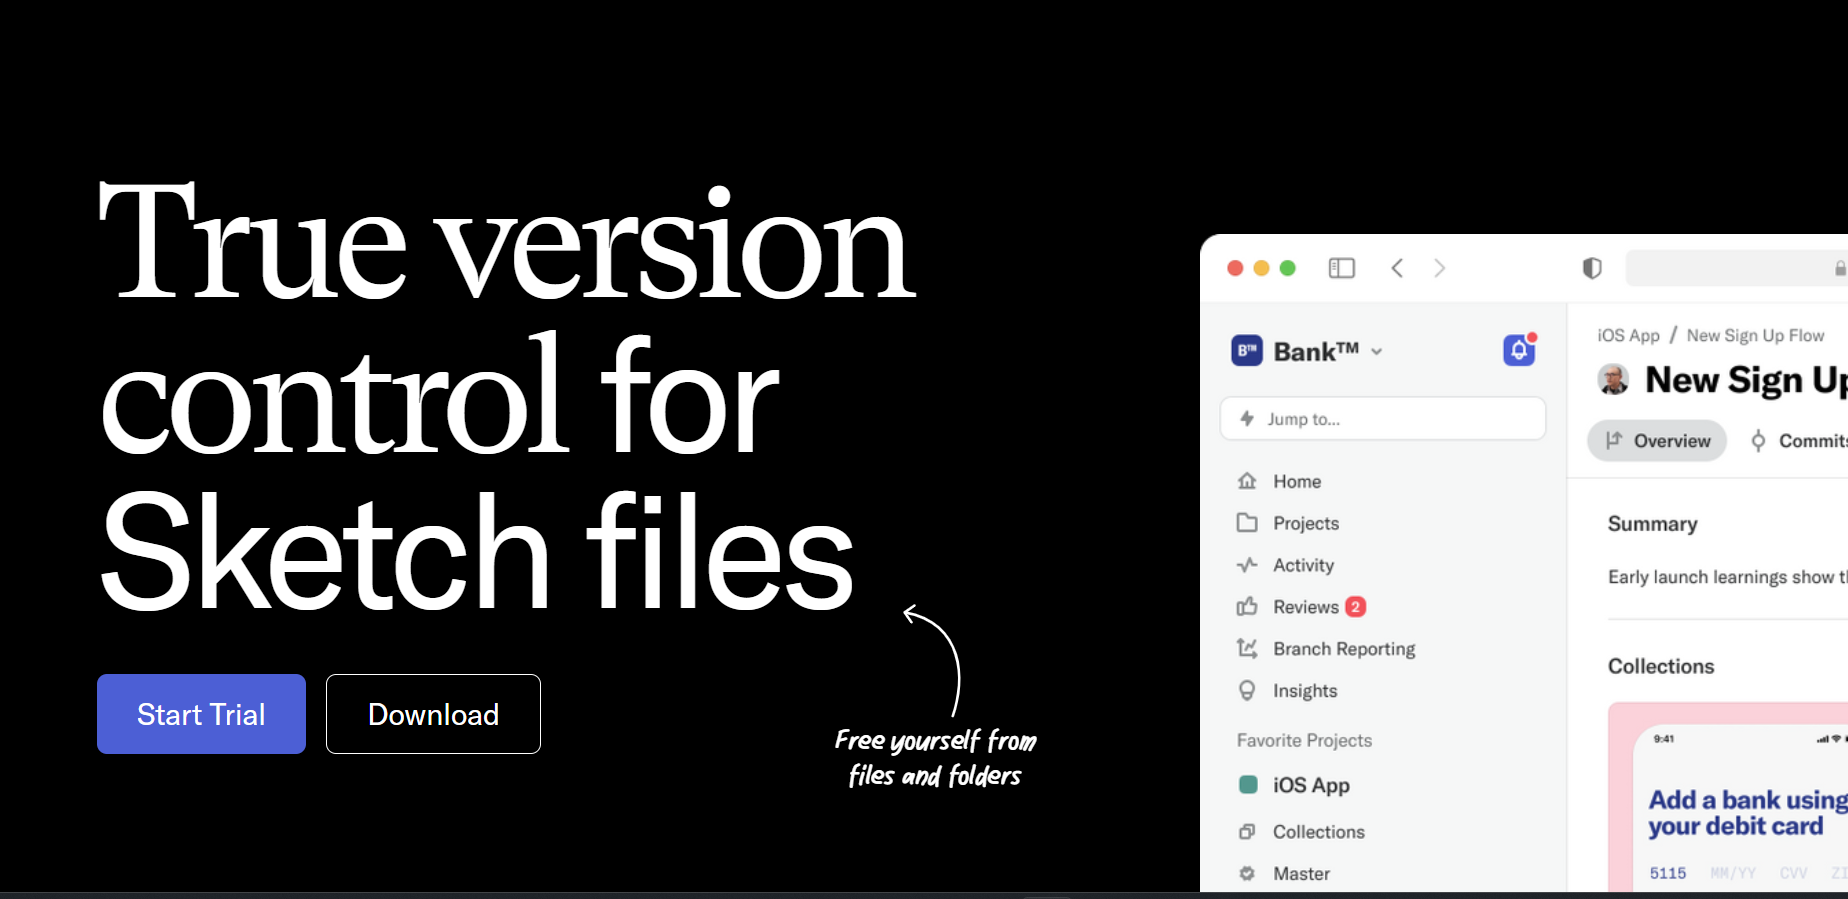 True version
control for
Sketch files
Start Trial
Download
Free yourself from
files and folders
B™
Bank™
Jump to...
Home
Projects
Activity
Reviews 2
Branch Reporting
Insights
Favorite Projects
iOS App
Collections
Master
iOS App / New Sign Up Flow
New Sign Up
Overview
Commits
Summary
Early launch learnings show
Collections
9:41
Add a bank using
your debit card
5115 MM/YY CVV